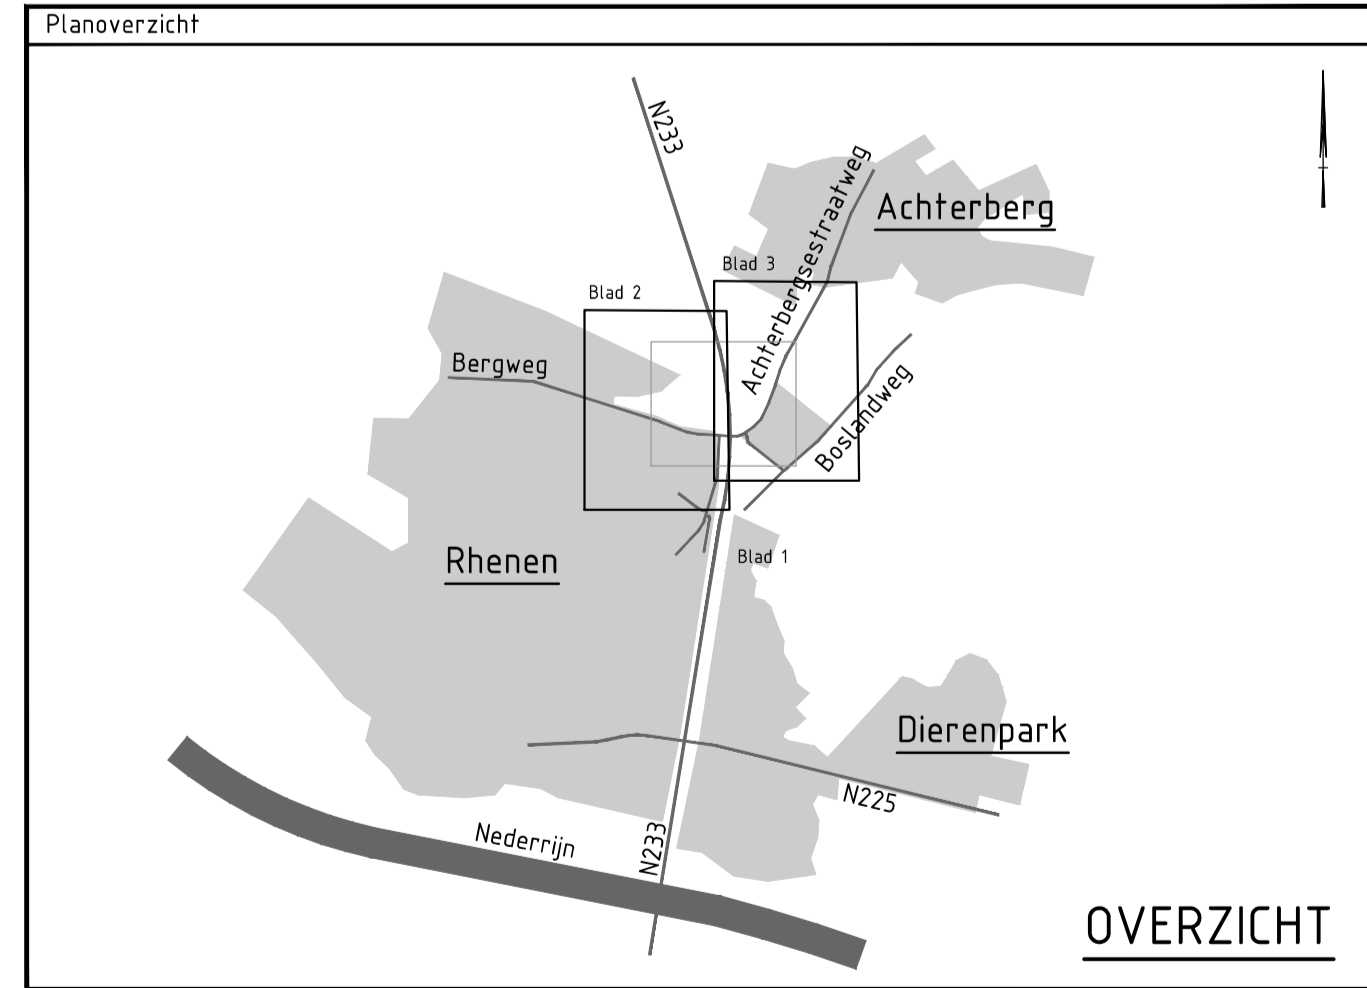 Planoverzicht
N233
Achterbergsestraatweg
Achterberg
Blad 3
Blad 2
Bergweg
Boslandweg
Rhenen
Blad 1
Dierenpark
N225
Nederrijn
N233
OVERZICHT